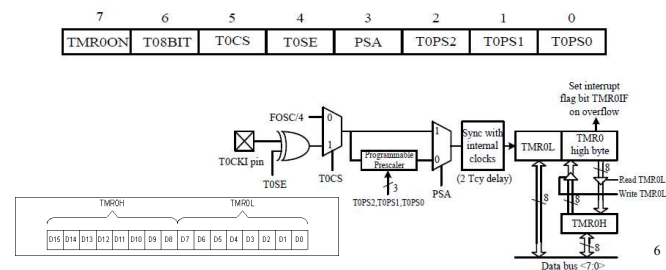 7 6 5 4 3 2 1 0
TMR0ON T08BIT T0CS T0SE PSA T0PS2 T0PS1 T0PS0
Set interrupt
flag bit TMR0IF
on overflow
FOSC/4
0
1
T0CKI pin
T0SE
T0CS
Programmable
Prescaler
3
T0PS2,T0PS1,T0PS0
1
0
PSA
Sync with
internal
clocks
(2 Tcy delay)
TMR0L
TMR0
high byte
8
Read TMR0L
Write TMR0L
8
8
TMR0H
8
Data bus <7:0>
TMR0H TMR0L
D15 D14 D13 D12 D11 D10 D9 D8 D7 D6 D5 D4 D3 D2 D1 D0
6